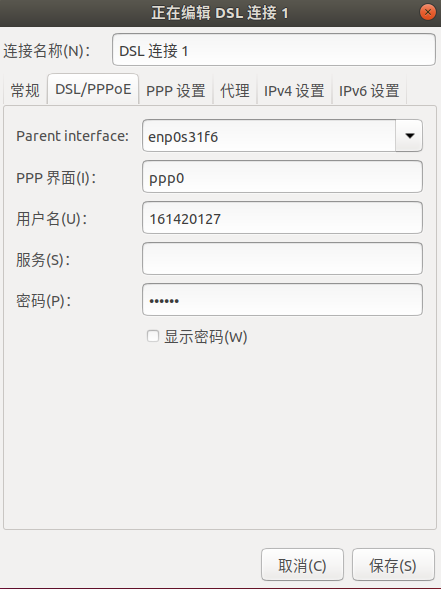 正在编辑 DSL 连接 1
连接名称(N)： DSL 连接 1
常规 DSL/PPPoE PPP 设置 代理 IPv4 设置 IPv6 设置
Parent interface: enp0s31f6
PPP 界面(I)： ppp0
用户名(U)： 161420127
服务(S)：
密码(P)： ••••••
显示密码(W)
取消(C) 保存(S)